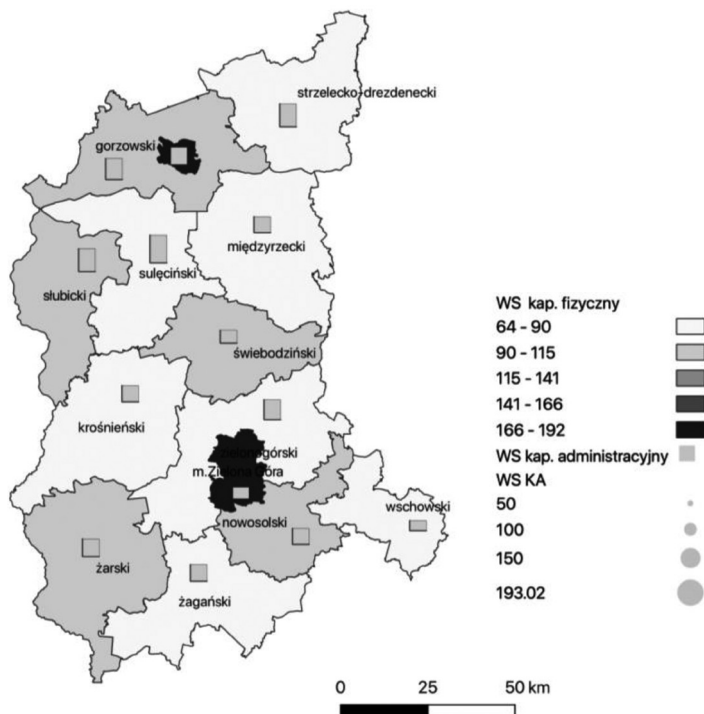 strzelecko-drezdenecki
gorzowski
międzyrzecki
sulęciński
słubicki
świebodziński
krośnieński
zielonogórski
m.Zielona Góra
wschowski
nowosolski
żarski
żagański
WS kap. fizyczny
64 - 90
90 - 115
115 - 141
141 - 166
166 - 192
WS kap. administracyjny
WS KA
50
100
150
193.02
0 25 50 km